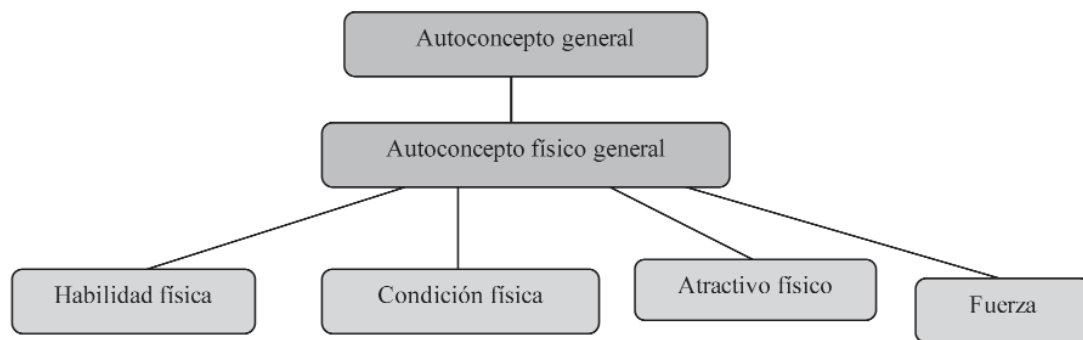 Autoconcepto general
Autoconcepto físico general
Habilidad física
Condición física
Atractivo físico
Fuerza